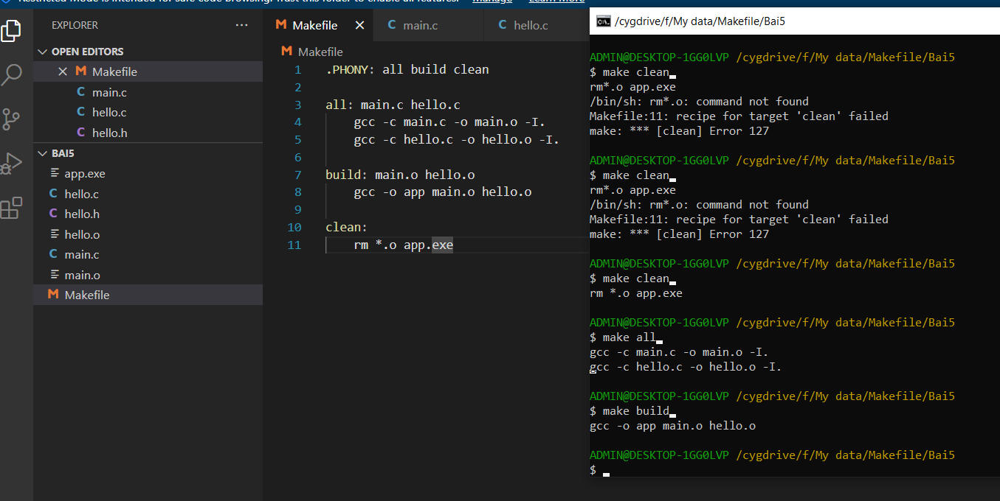 Restricted Mode is intended for safe code browsing. Trust this folder to enable all features. Manage Learn More
EXPLORER ...
OPEN EDITORS
Makefile
main.c
hello.c
hello.h
BAI5
app.exe
hello.c
hello.h
hello.o
main.c
main.o
Makefile
Makefile main.c hello.c
Makefile
1 .PHONY: all build clean
2
3 all: main.c hello.c
4 gcc -c main.c -o main.o -I.
5 gcc -c hello.c -o hello.o -I.
6
7 build: main.o hello.o
8 gcc -o app main.o hello.o
9
10 clean:
11 rm *.o app.exe
/cygdrive/f/My data/Makefile/Bai5
ADMIN@DESKTOP-1GG0LVP /cygdrive/f/My data/Makefile/Bai5
$ make clean
rm*.o app.exe
/bin/sh: rm*.o: command not found
Makefile:11: recipe for target 'clean' failed
make: *** [clean] Error 127
ADMIN@DESKTOP-1GG0LVP /cygdrive/f/My data/Makefile/Bai5
$ make clean
rm*.o app.exe
/bin/sh: rm*.o: command not found
Makefile:11: recipe for target 'clean' failed
make: *** [clean] Error 127
ADMIN@DESKTOP-1GG0LVP /cygdrive/f/My data/Makefile/Bai5
$ make clean
rm *.o app.exe
ADMIN@DESKTOP-1GG0LVP /cygdrive/f/My data/Makefile/Bai5
$ make all
gcc -c main.c -o main.o -I.
gcc -c hello.c -o hello.o -I.
ADMIN@DESKTOP-1GG0LVP /cygdrive/f/My data/Makefile/Bai5
$ make build
gcc -o app main.o hello.o
ADMIN@DESKTOP-1GG0LVP /cygdrive/f/My data/Makefile/Bai5
$